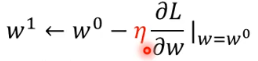 w¹ ← w⁰ − η ∂L/∂w |w=w⁰